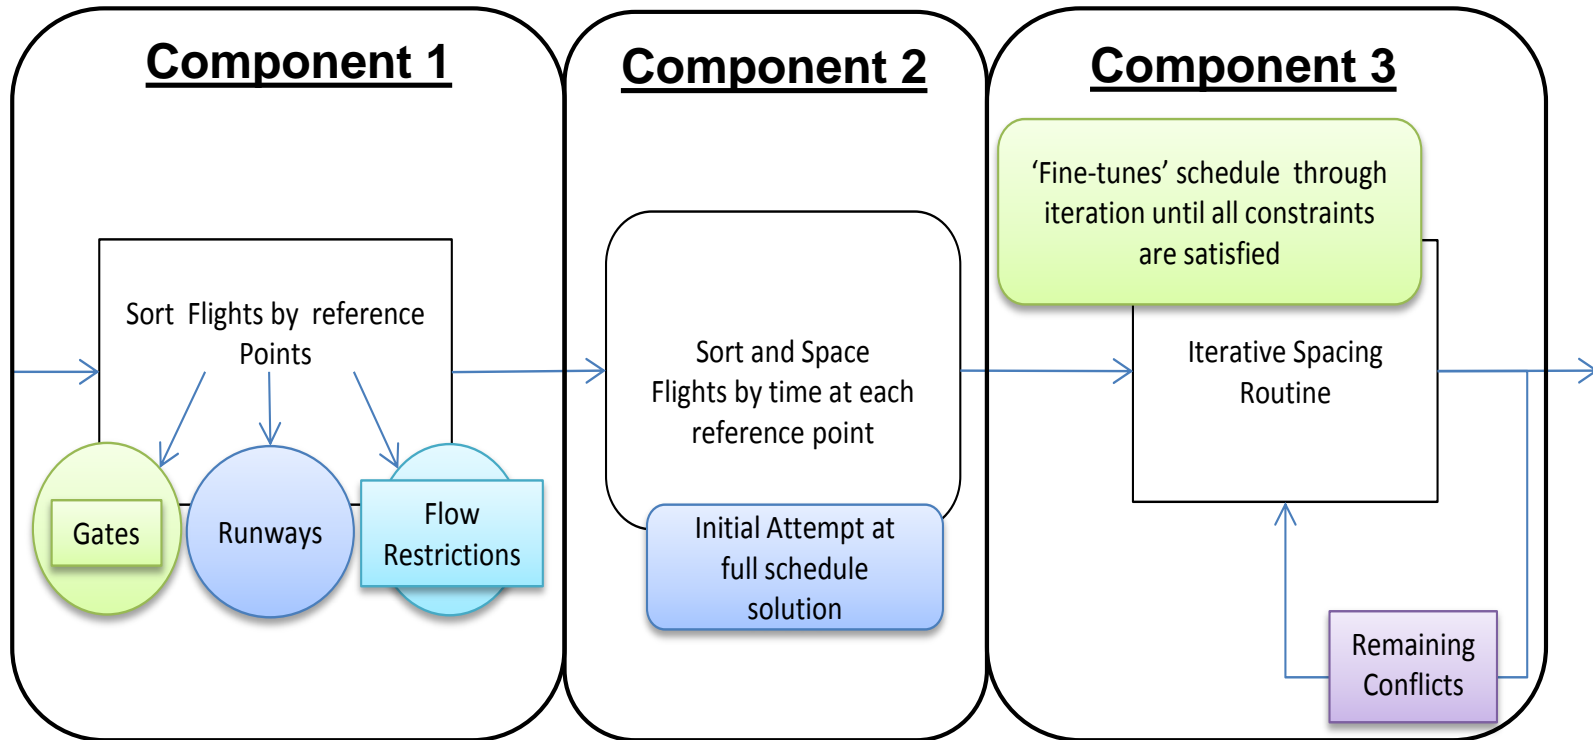 Component 1
Sort Flights by reference
Points
Gates
Runways
Flow
Restrictions
Component 2
Sort and Space
Flights by time at each
reference point
Initial Attempt at
full schedule
solution
Component 3
‘Fine-tunes’ schedule through
iteration until all constraints
are satisfied
Iterative Spacing
Routine
Remaining
Conflicts